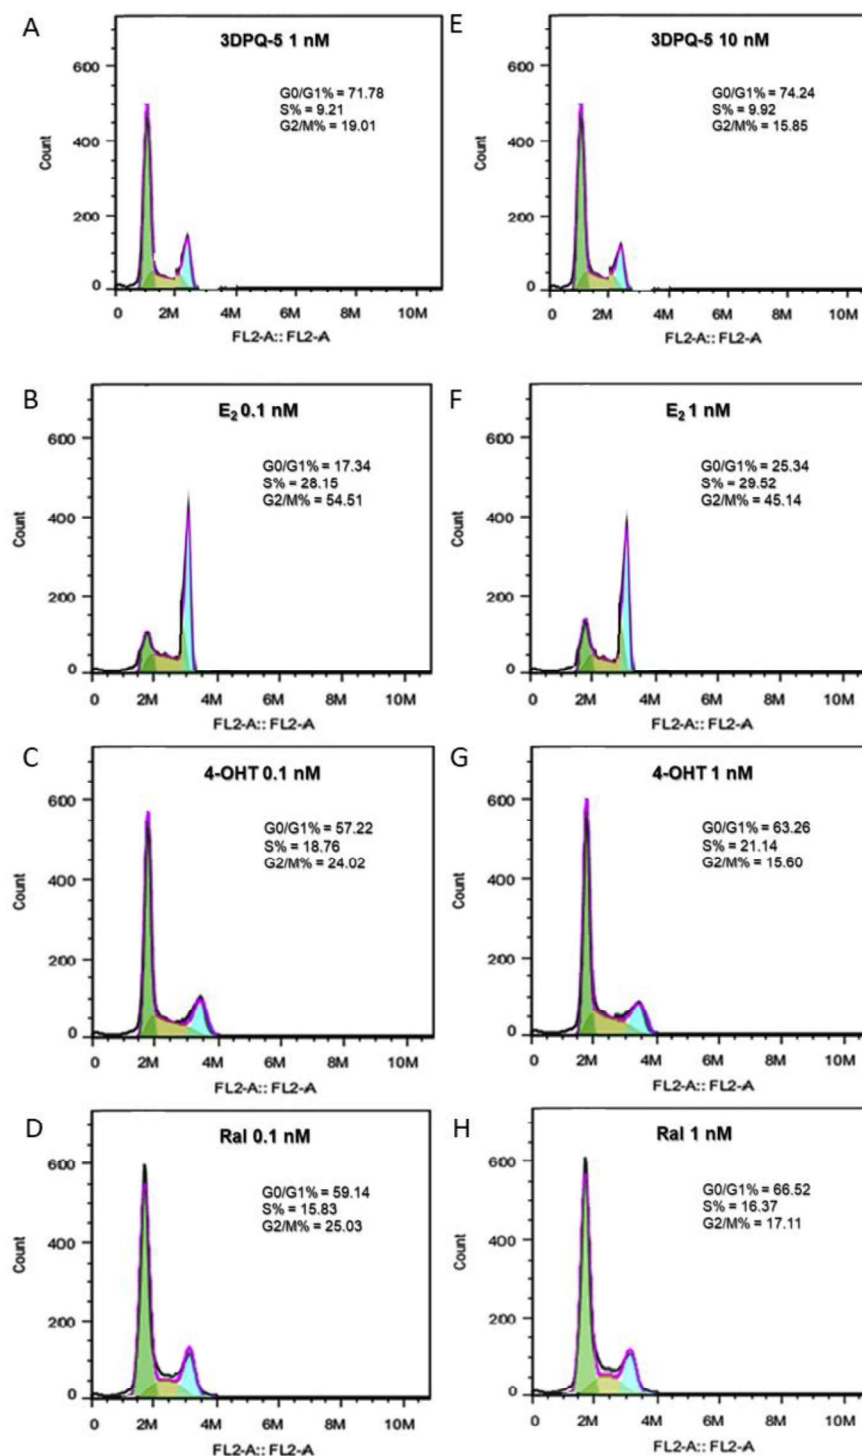 A
3DPQ-5 1 nM
G0/G1% = 71.78
S% = 9.21
G2/M% = 19.01
Count
600
400
200
0
0 2M 4M 6M 8M 10M
FL2-A:: FL2-A
E
3DPQ-5 10 nM
G0/G1% = 74.24
S% = 9.92
G2/M% = 15.85
Count
600
400
200
0
0 2M 4M 6M 8M 10M
FL2-A:: FL2-A
B
E₂ 0.1 nM
G0/G1% = 17.34
S% = 28.15
G2/M% = 54.51
Count
600
400
200
0
0 2M 4M 6M 8M 10M
FL2-A:: FL2-A
F
E₂ 1 nM
G0/G1% = 25.34
S% = 29.52
G2/M% = 45.14
Count
600
400
200
0
0 2M 4M 6M 8M 10M
FL2-A:: FL2-A
C
4-OHT 0.1 nM
G0/G1% = 57.22
S% = 18.76
G2/M% = 24.02
Count
600
400
200
0
0 2M 4M 6M 8M 10M
FL2-A:: FL2-A
G
4-OHT 1 nM
G0/G1% = 63.26
S% = 21.14
G2/M% = 15.60
Count
600
400
200
0
0 2M 4M 6M 8M 10M
FL2-A:: FL2-A
D
Ral 0.1 nM
G0/G1% = 59.14
S% = 15.83
G2/M% = 25.03
Count
600
400
200
0
0 2M 4M 6M 8M 10M
FL2-A:: FL2-A
H
Ral 1 nM
G0/G1% = 66.52
S% = 16.37
G2/M% = 17.11
Count
600
400
200
0
0 2M 4M 6M 8M 10M
FL2-A:: FL2-A